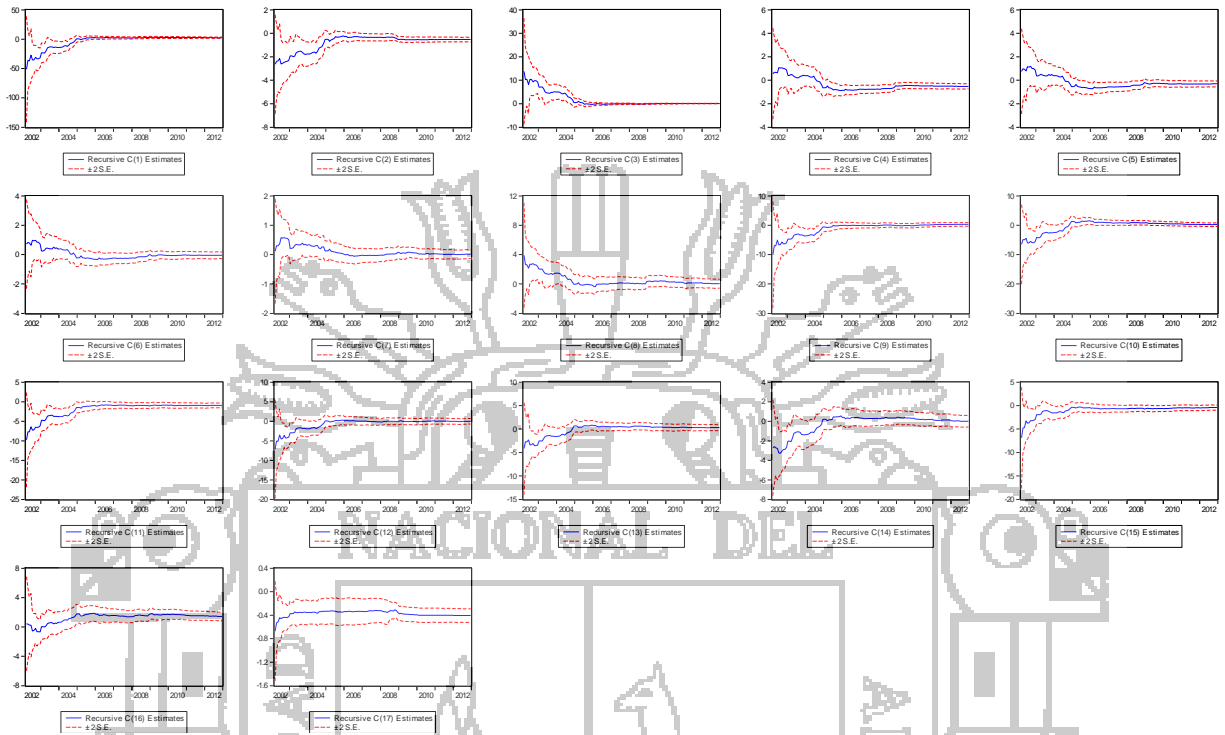 50
0
-50
-100
-150
2002 2004 2006 2008 2010 2012
Recursive C(1) Estimates
±2 S.E.
2
0
-2
-4
-6
-8
2002 2004 2006 2008 2010 2012
Recursive C(2) Estimates
±2 S.E.
40
30
20
10
0
-10
2002 2004 2006 2008 2010 2012
Recursive C(3) Estimates
±2 S.E.
6
4
2
0
-2
-4
2002 2004 2006 2008 2010 2012
Recursive C(4) Estimates
±2 S.E.
6
4
2
0
-2
-4
2002 2004 2006 2008 2010 2012
Recursive C(5) Estimates
±2 S.E.
4
2
0
-2
-4
2002 2004 2006 2008 2010 2012
Recursive C(6) Estimates
±2 S.E.
2
1
0
-1
-2
2002 2004 2006 2008 2010 2012
Recursive C(7) Estimates
±2 S.E.
12
8
4
0
-4
2002 2004 2006 2008 2010 2012
Recursive C(8) Estimates
±2 S.E.
10
0
-10
-20
-30
2002 2004 2006 2008 2010 2012
Recursive C(9) Estimates
±2 S.E.
10
0
-10
-20
-30
2002 2004 2006 2008 2010 2012
Recursive C(10) Estimates
±2 S.E.
5
0
-5
-10
-15
-20
-25
2002 2004 2006 2008 2010 2012
Recursive C(11) Estimates
±2 S.E.
10
5
0
-5
-10
-15
-20
2002 2004 2006 2008 2010 2012
Recursive C(12) Estimates
±2 S.E.
10
5
0
-5
-10
-15
2002 2004 2006 2008 2010 2012
Recursive C(13) Estimates
±2 S.E.
4
2
0
-2
-4
-6
-8
2002 2004 2006 2008 2010 2012
Recursive C(14) Estimates
±2 S.E.
5
0
-5
-10
-15
-20
2002 2004 2006 2008 2010 2012
Recursive C(15) Estimates
±2 S.E.
NACIONAL DEL
8
4
0
-4
-8
2002 2004 2006 2008 2010 2012
Recursive C(16) Estimates
±2 S.E.
0.4
0.0
-0.4
-0.8
-1.2
-1.6
2002 2004 2006 2008 2010 2012
Recursive C(17) Estimates
±2 S.E.